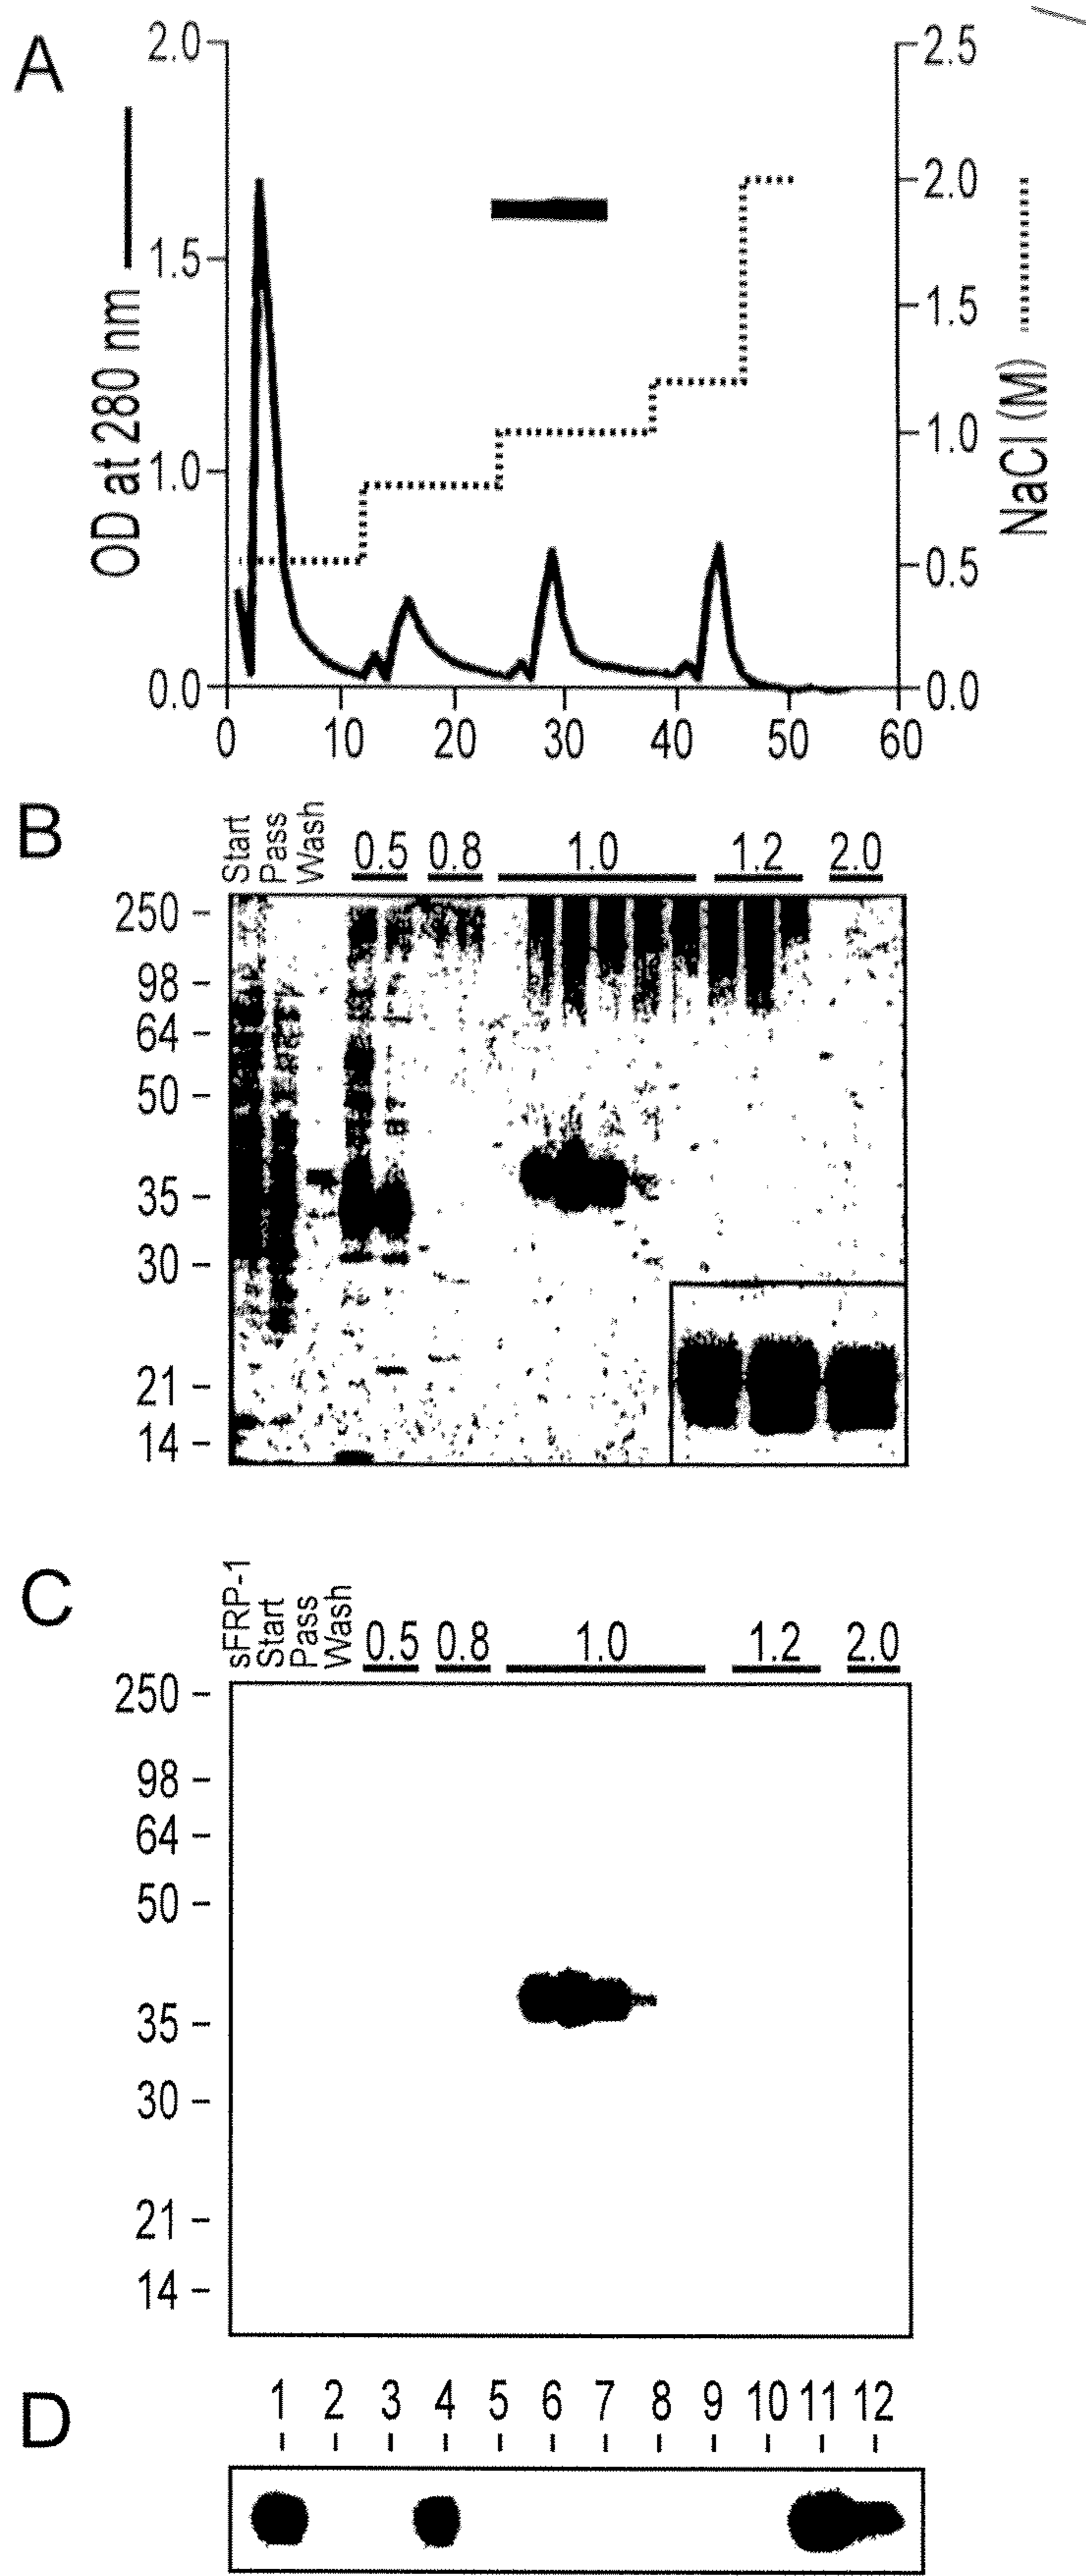 A
OD at 280 nm
2.0
1.5
1.0
0.0
2.5
2.0
1.5
1.0
0.5
0.0
NaCl (M)
0 10 20 30 40 50 60
B
Start
Pass
Wash
0.5 0.8 1.0 1.2 2.0
250
98
64
50
35
30
21
14
C
sFRP-1
Start
Pass
Wash
0.5 0.8 1.0 1.2 2.0
250
98
64
50
35
30
21
14
D
1 2 3 4 5 6 7 8 9 10 11 12